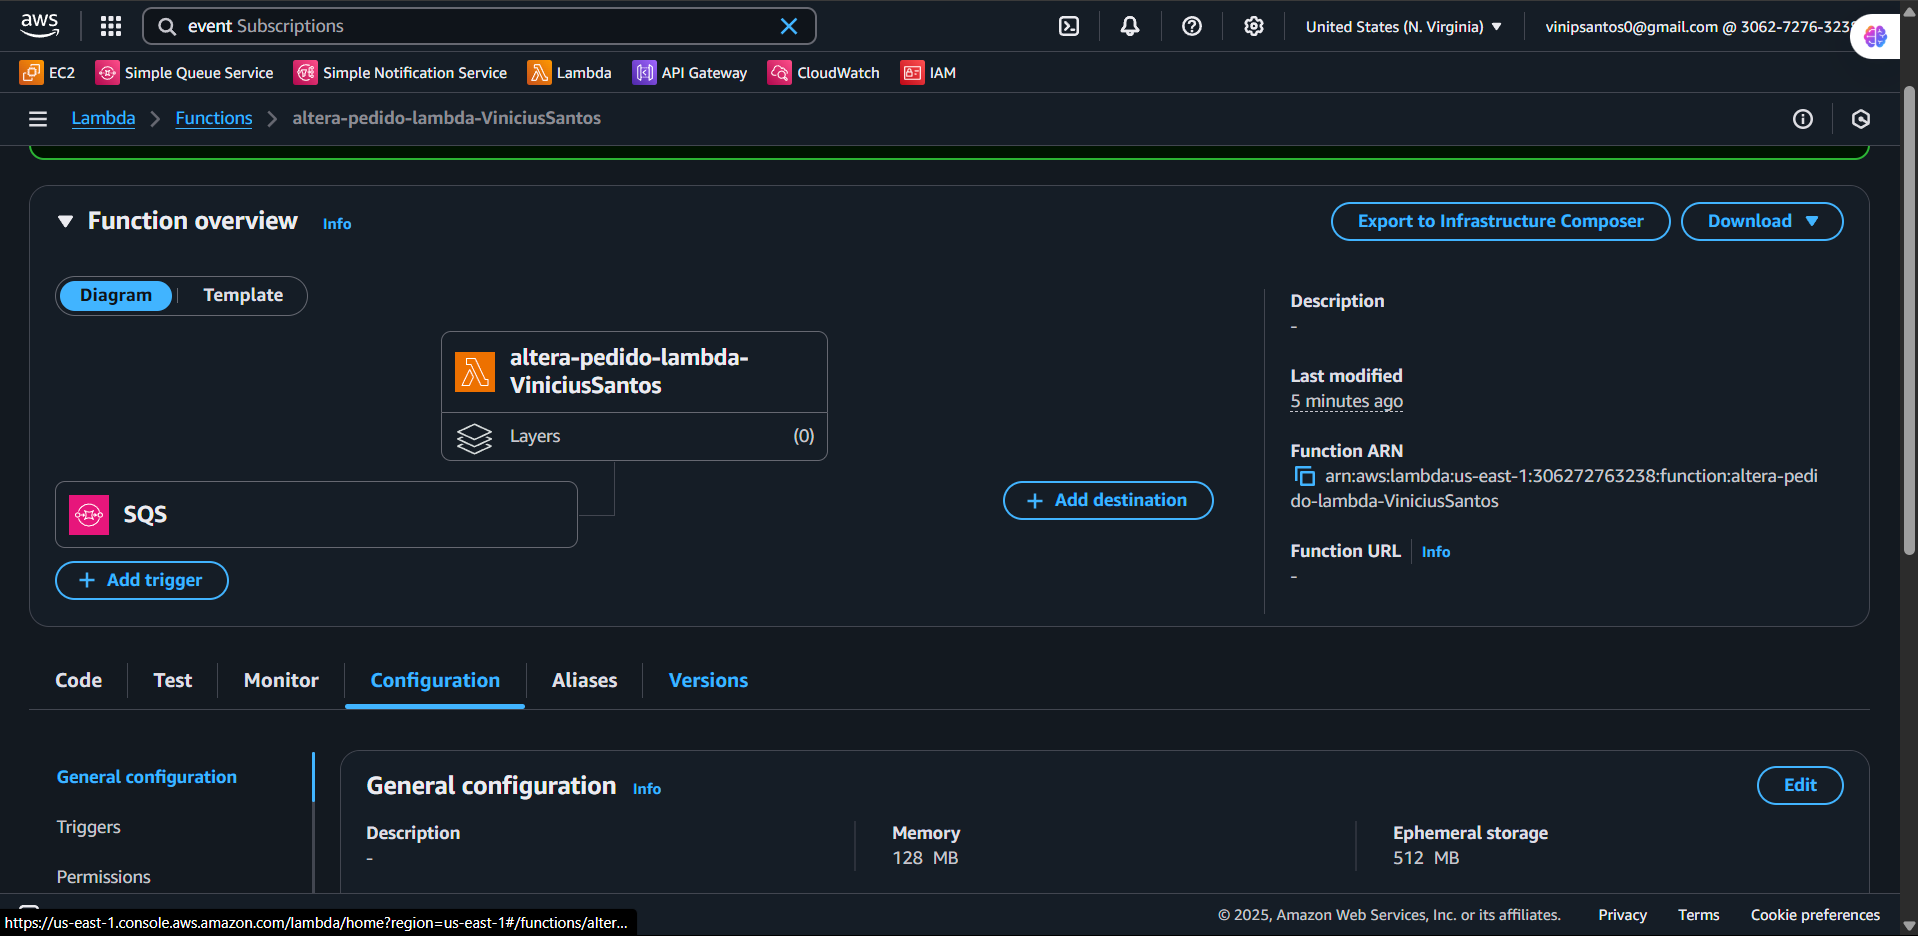 aws
event Subscriptions
United States (N. Virginia)
vinipsantos0@gmail.com @ 3062-7276-3238
EC2
Simple Queue Service
Simple Notification Service
Lambda
API Gateway
CloudWatch
IAM
Lambda
Functions
altera-pedido-lambda-ViniciusSantos
Function overview
Info
Export to Infrastructure Composer
Download
Diagram
Template
altera-pedido-lambda-
ViniciusSantos
Layers
(0)
SQS
+ Add trigger
+ Add destination
Description
-
Last modified
5 minutes ago
Function ARN
arn:aws:lambda:us-east-1:306272763238:function:altera-pedi
do-lambda-ViniciusSantos
Function URL
Info
-
Code
Test
Monitor
Configuration
Aliases
Versions
General configuration
Triggers
Permissions
General configuration
Info
Edit
Description
-
Memory
128 MB
Ephemeral storage
512 MB
https://us-east-1.console.aws.amazon.com/lambda/home?region=us-east-1#/functions/alter...
© 2025, Amazon Web Services, Inc. or its affiliates.
Privacy
Terms
Cookie preferences